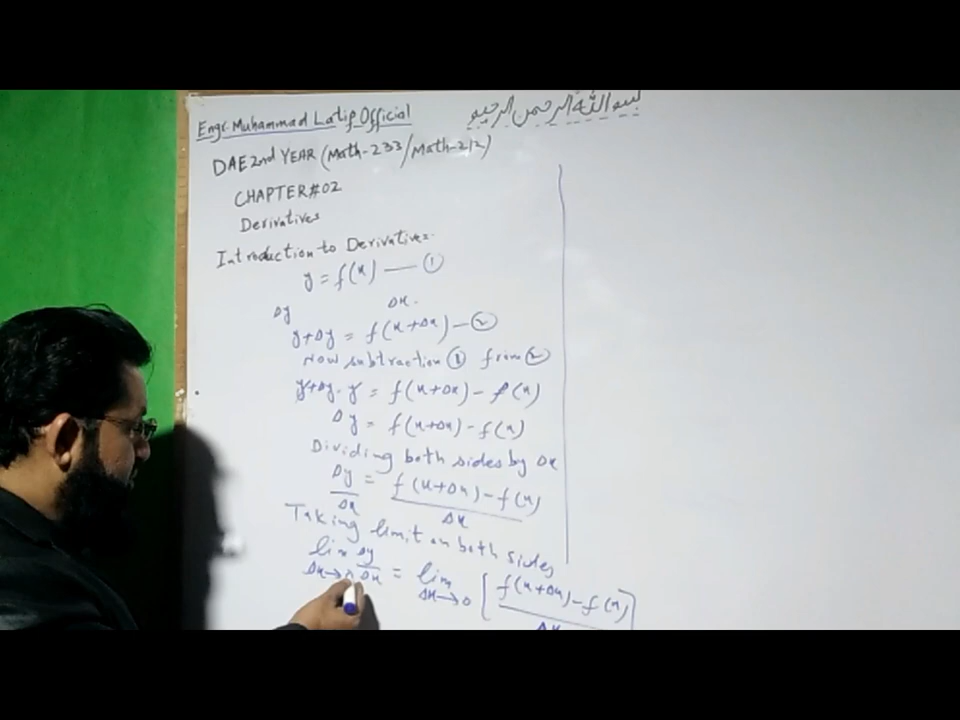 Engr. Muhammad Latif Official
بسم الله الرحمن الرحيم
DAE 2nd YEAR (Math-233/Math-212)
CHAPTER#02
Derivatives
Introduction to Derivatives:-
y = f(x) — ①
Δy Δx.
y+Δy = f(x+Δx) — ②
Now subtraction ① from ②
y+Δy-y = f(x+Δx) - f(x)
Δy = f(x+Δx) - f(x)
Dividing both sides by Δx
Δy/Δx = f(x+Δx) - f(x)/Δx
Taking limit on both sides
lim Δx→0 Δy/Δx = lim Δx→0 [f(x+Δx) - f(x)/Δx]